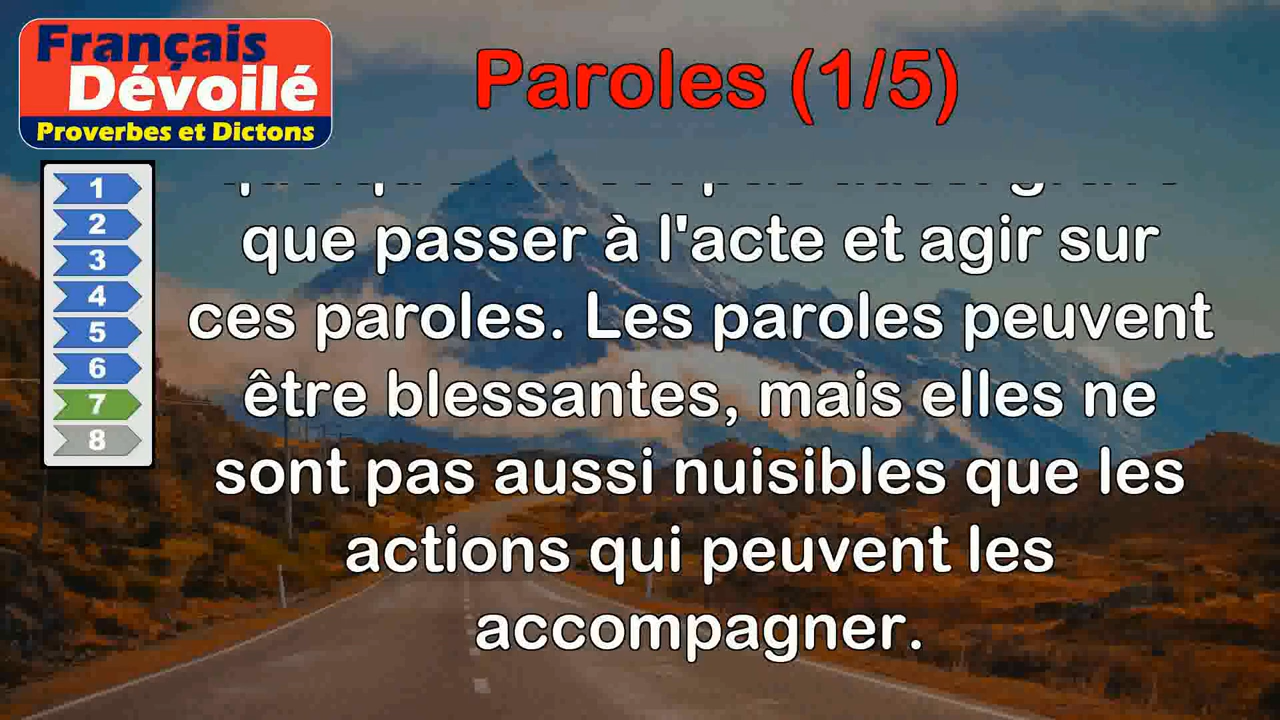 Français
Dévoilé
Proverbes et Dictons
Paroles (1/5)
1
2
3
4
5
6
7
8
que passer à l'acte et agir sur
ces paroles. Les paroles peuvent
être blessantes, mais elles ne
sont pas aussi nuisibles que les
actions qui peuvent les
accompagner.